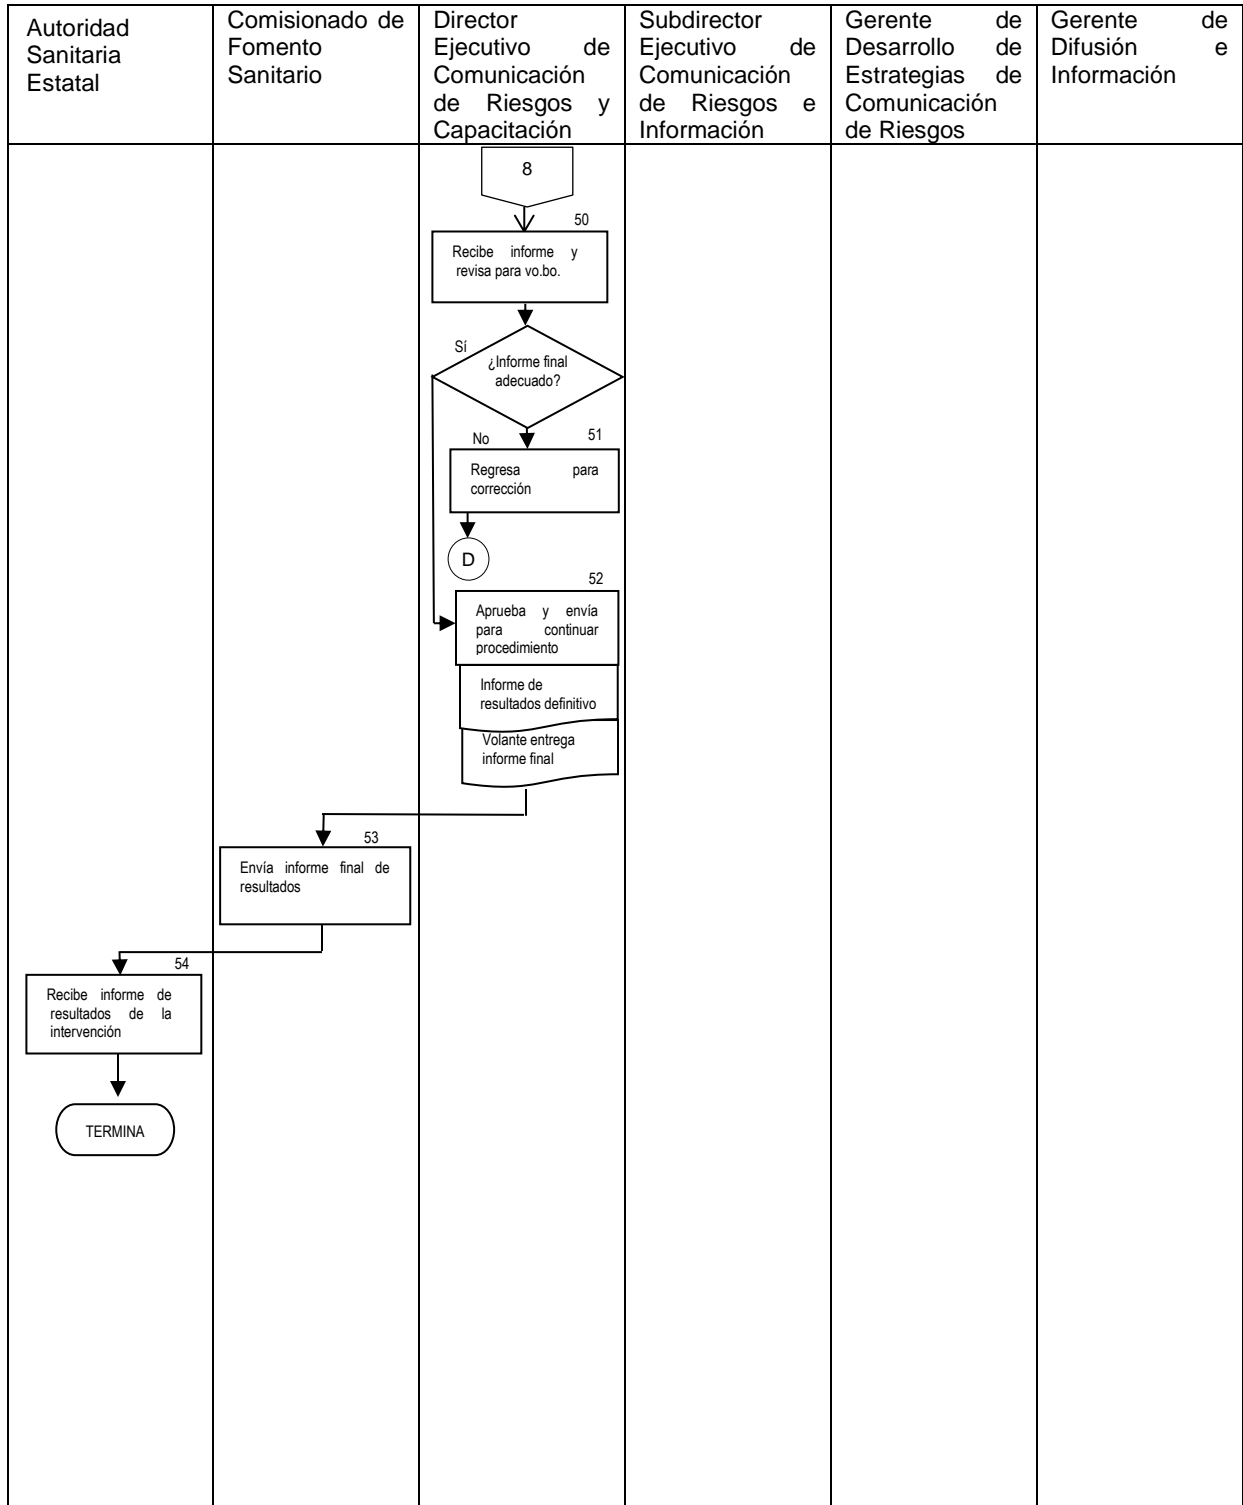 Autoridad
Sanitaria
Estatal
Comisionado de
Fomento
Sanitario
Director
Ejecutivo de
Comunicación
de Riesgos y
Capacitación
Subdirector
Ejecutivo de
Comunicación
de Riesgos e
Información
Gerente de
Desarrollo de
Estrategias de
Comunicación
de Riesgos
Gerente de
Difusión e
Información
8
50
Recibe informe y
revisa para vo.bo.
Sí
¿Informe final
adecuado?
No
51
Regresa para
corrección
D
52
Aprueba y envía
para continuar
procedimiento
Informe de
resultados definitivo
Volante entrega
informe final
53
Envía informe final de
resultados
54
Recibe informe de
resultados de la
intervención
TERMINA